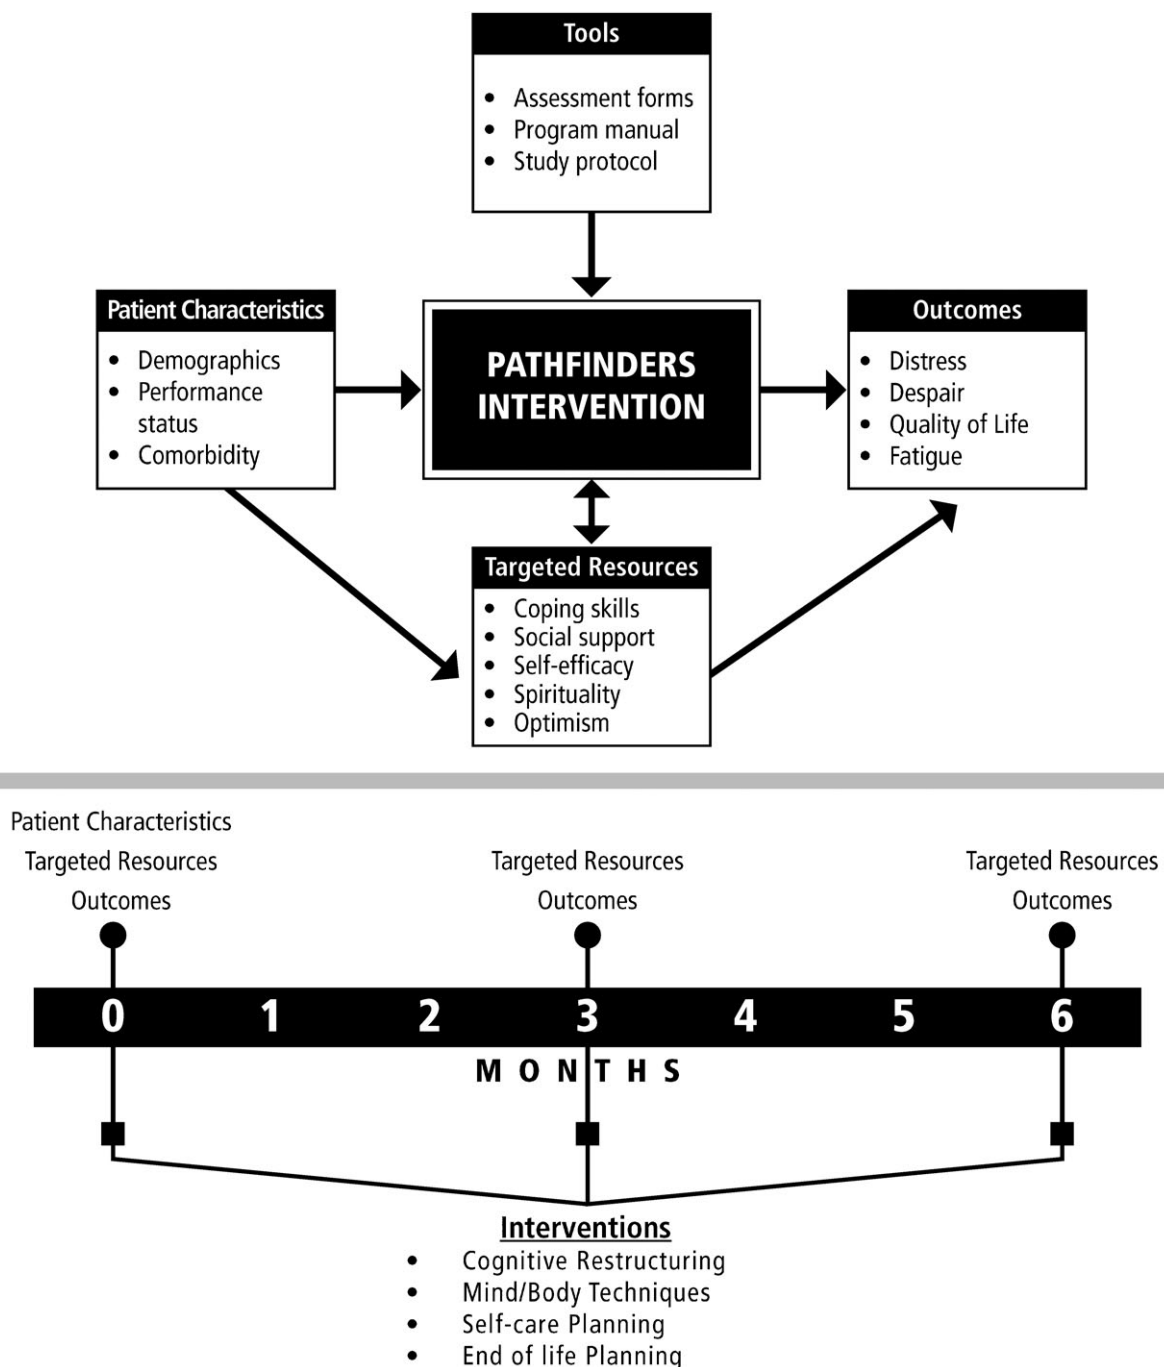 Tools
• Assessment forms
• Program manual
• Study protocol
Patient Characteristics
• Demographics
• Performance
status
• Comorbidity
PATHFINDERS
INTERVENTION
Outcomes
• Distress
• Despair
• Quality of Life
• Fatigue
Targeted Resources
• Coping skills
• Social support
• Self-efficacy
• Spirituality
• Optimism
Patient Characteristics
Targeted Resources
Outcomes
Targeted Resources
Outcomes
Targeted Resources
Outcomes
0 1 2 3 4 5 6
MONTHS
Interventions
• Cognitive Restructuring
• Mind/Body Techniques
• Self-care Planning
• End of life Planning